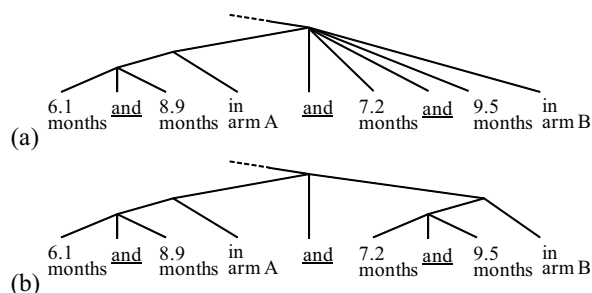 6.1 and 8.9 in and 7.2 and 9.5 in
months months arm A months months arm B
(a)
6.1 and 8.9 in and 7.2 and 9.5 in
months months arm A months months arm B
(b)